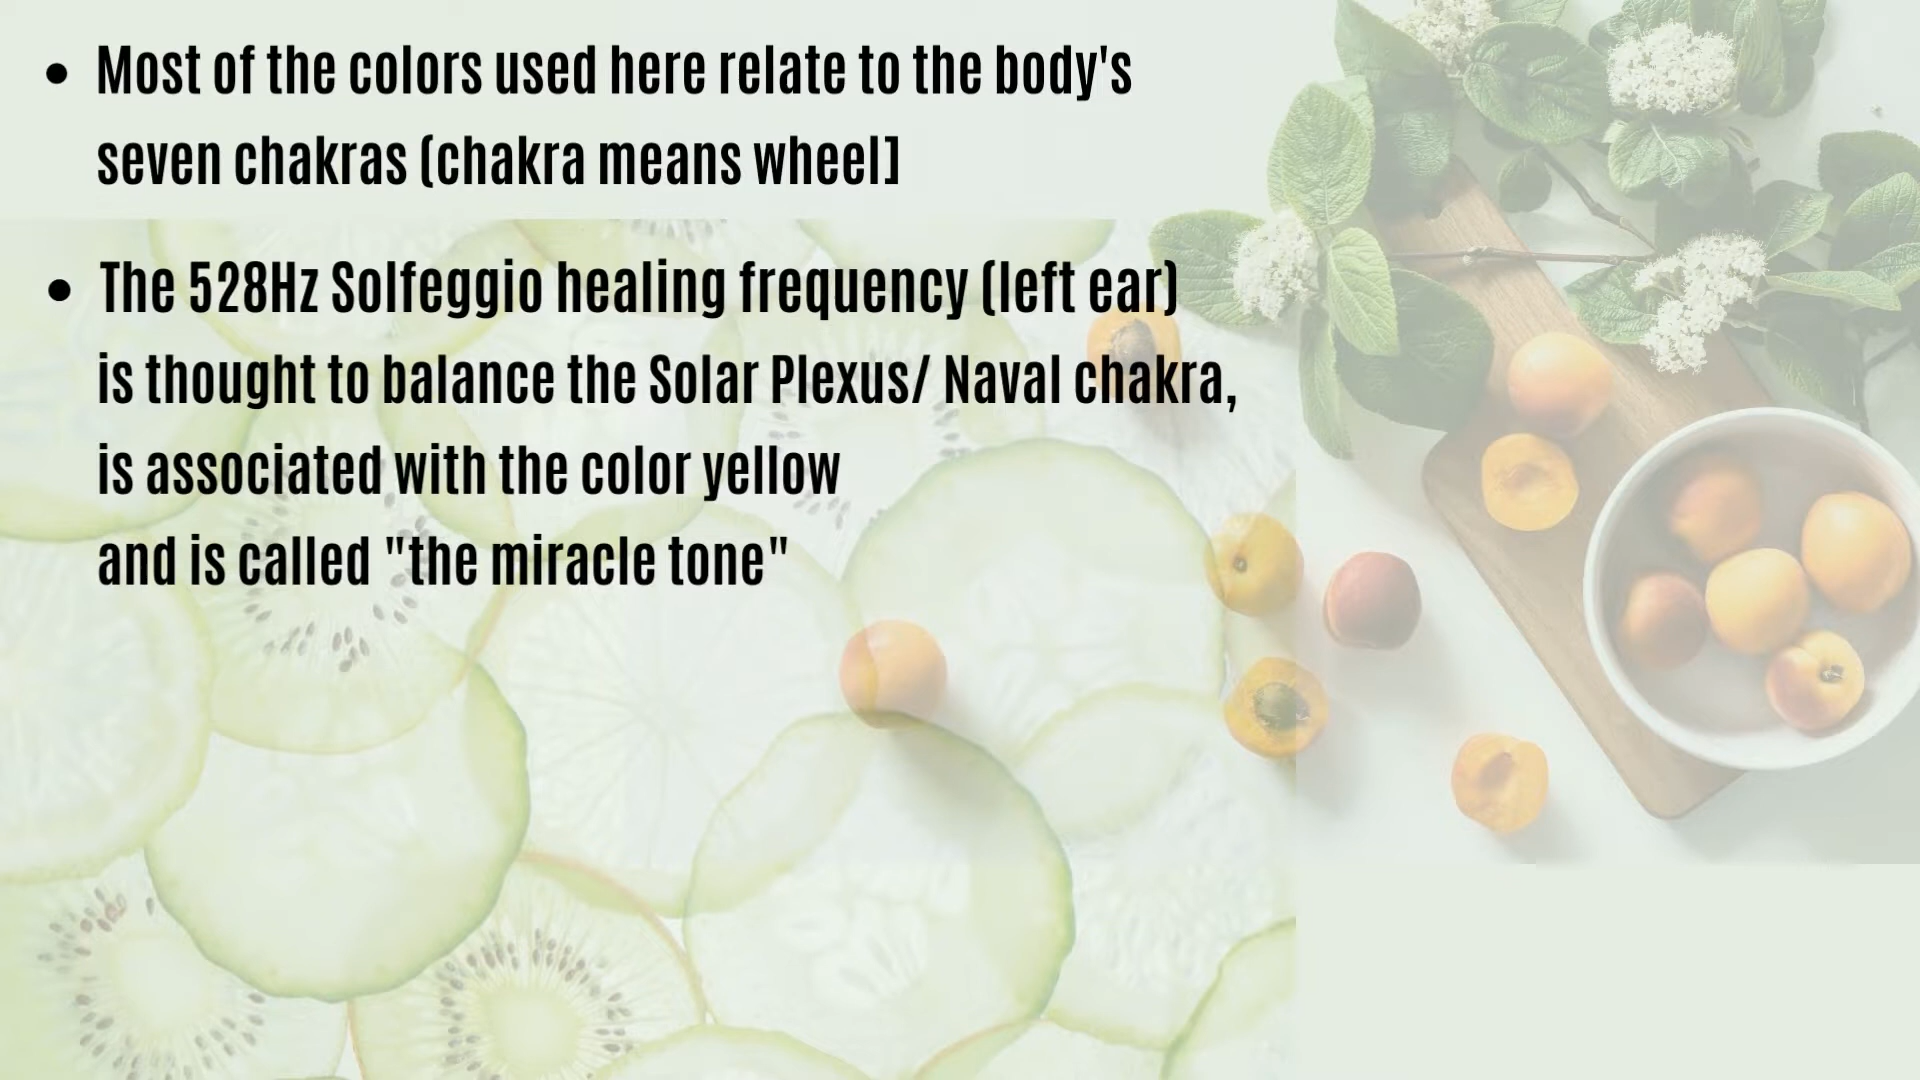 • Most of the colors used here relate to the body's
seven chakras (chakra means wheel]
• The 528Hz Solfeggio healing frequency (left ear)
is thought to balance the Solar Plexus/ Naval chakra,
is associated with the color yellow
and is called "the miracle tone"